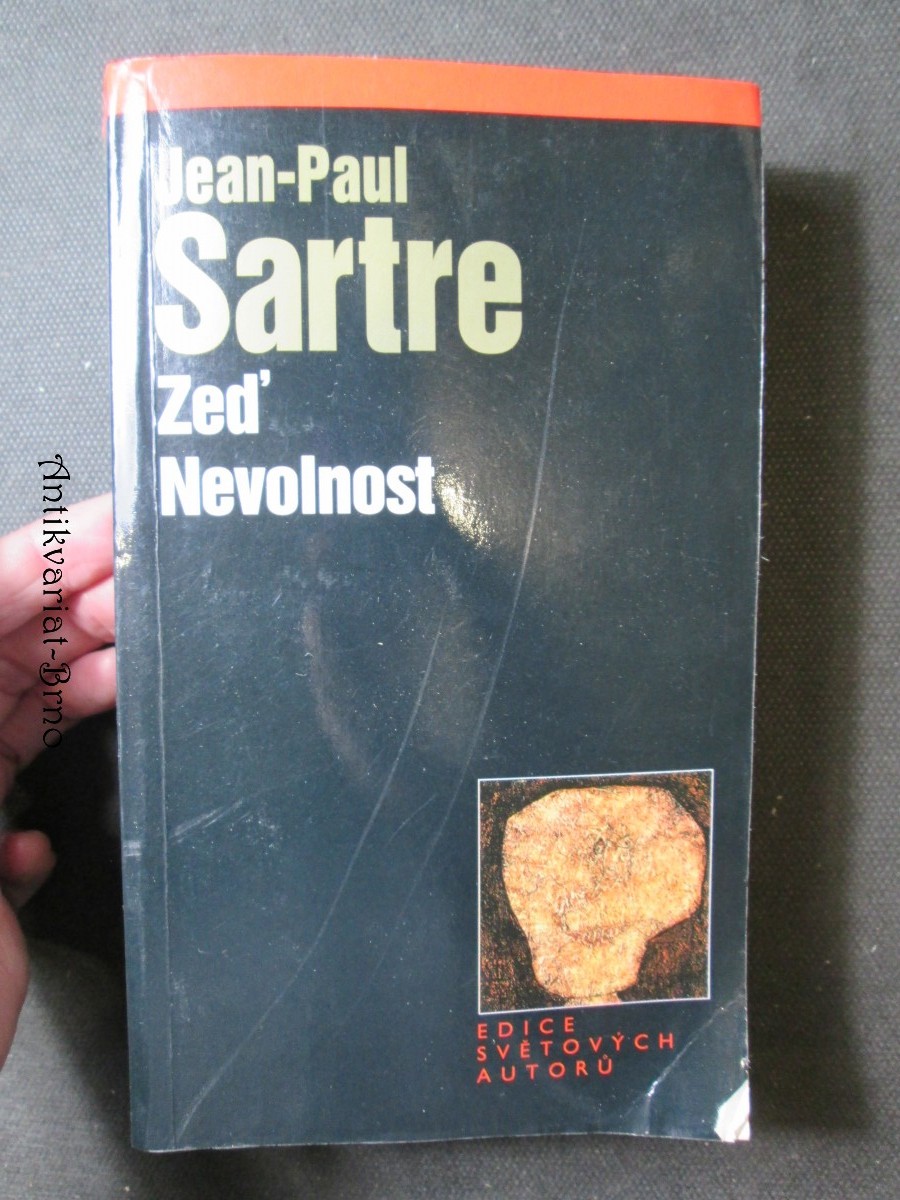 Jean-Paul
Sartre
Zeď
Nevolnost
EDICE
SVĚTOVÝCH
AUTORŮ
Antikvariat~Brno